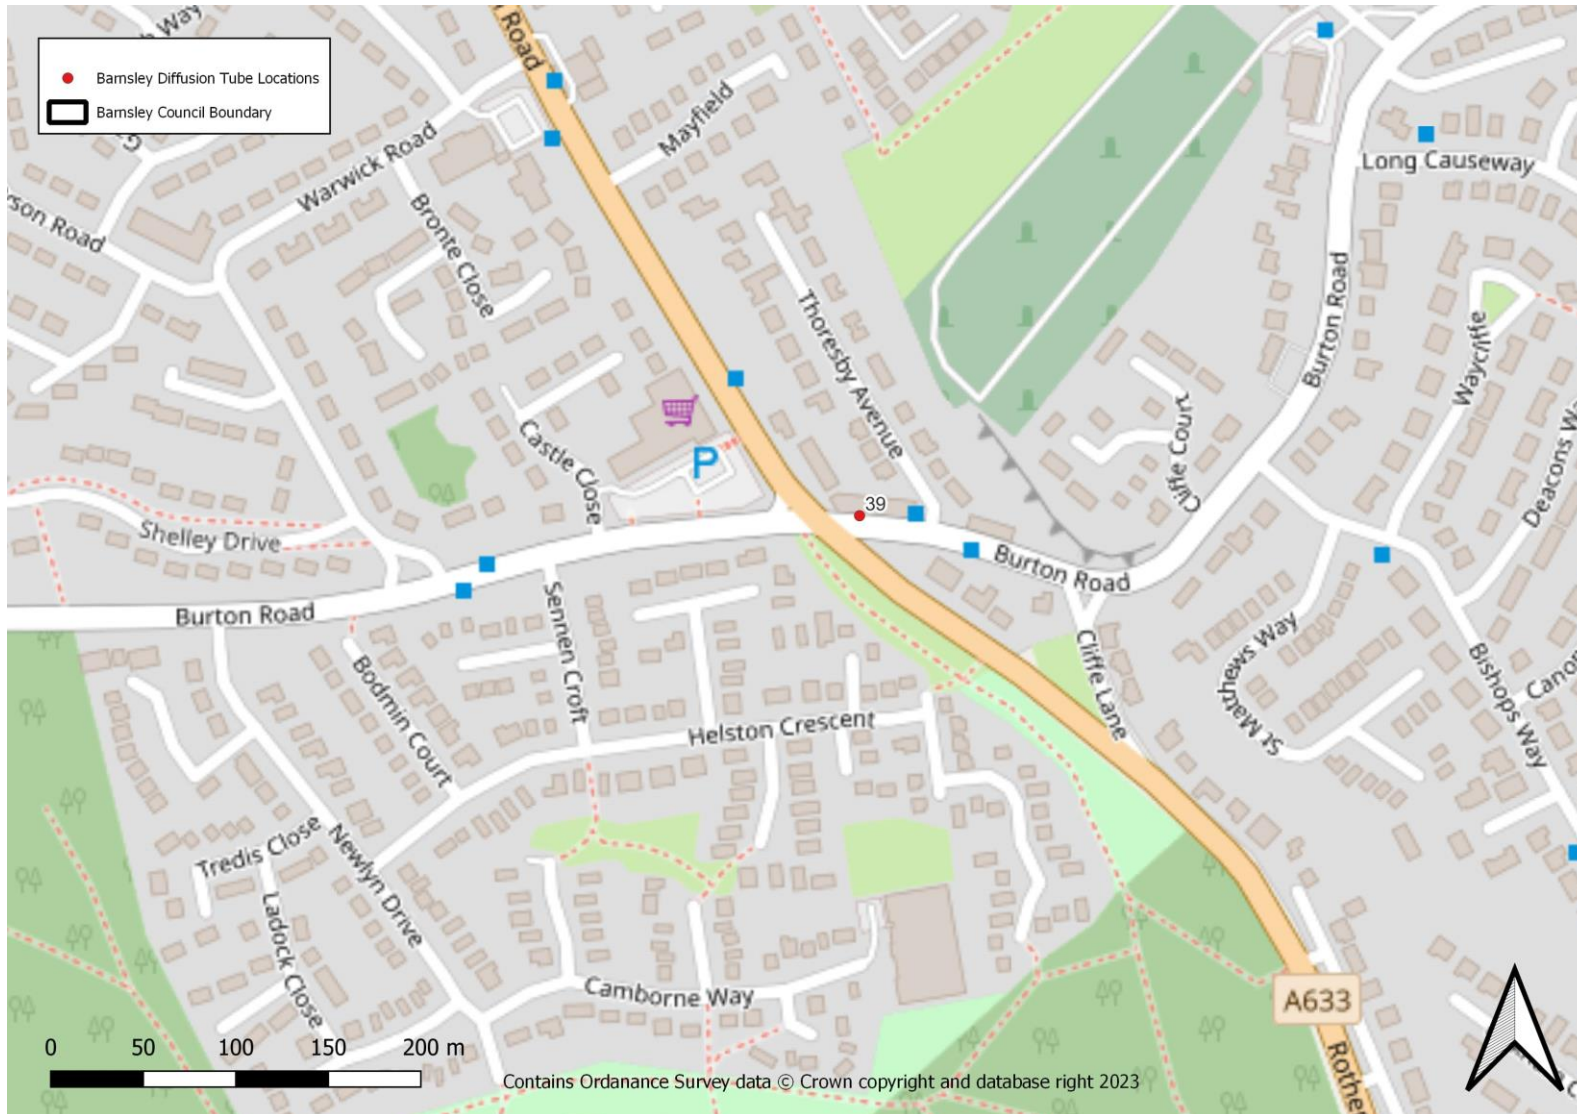 Road
Barnsley Diffusion Tube Locations
Barnsley Council Boundary
Way
Mayfield
Warwick Road
Long Causeway
Bronte Close
Road
Burton Road
Thoresby Avenue
Waycliffe
Castle Close
Cliffe Court
Deacons
P
39
Shelley Drive
Burton Road
Burton Road
Sennen Croft
Cliffe Lane
St Matthews Way
Bishops Way
Bodmin Court
Helston Crescent
Tredis Close
Newlyn Drive
Ladock Close
Camborne Way
A633
0 50 100 150 200 m
Contains Ordanance Survey data © Crown copyright and database right 2023